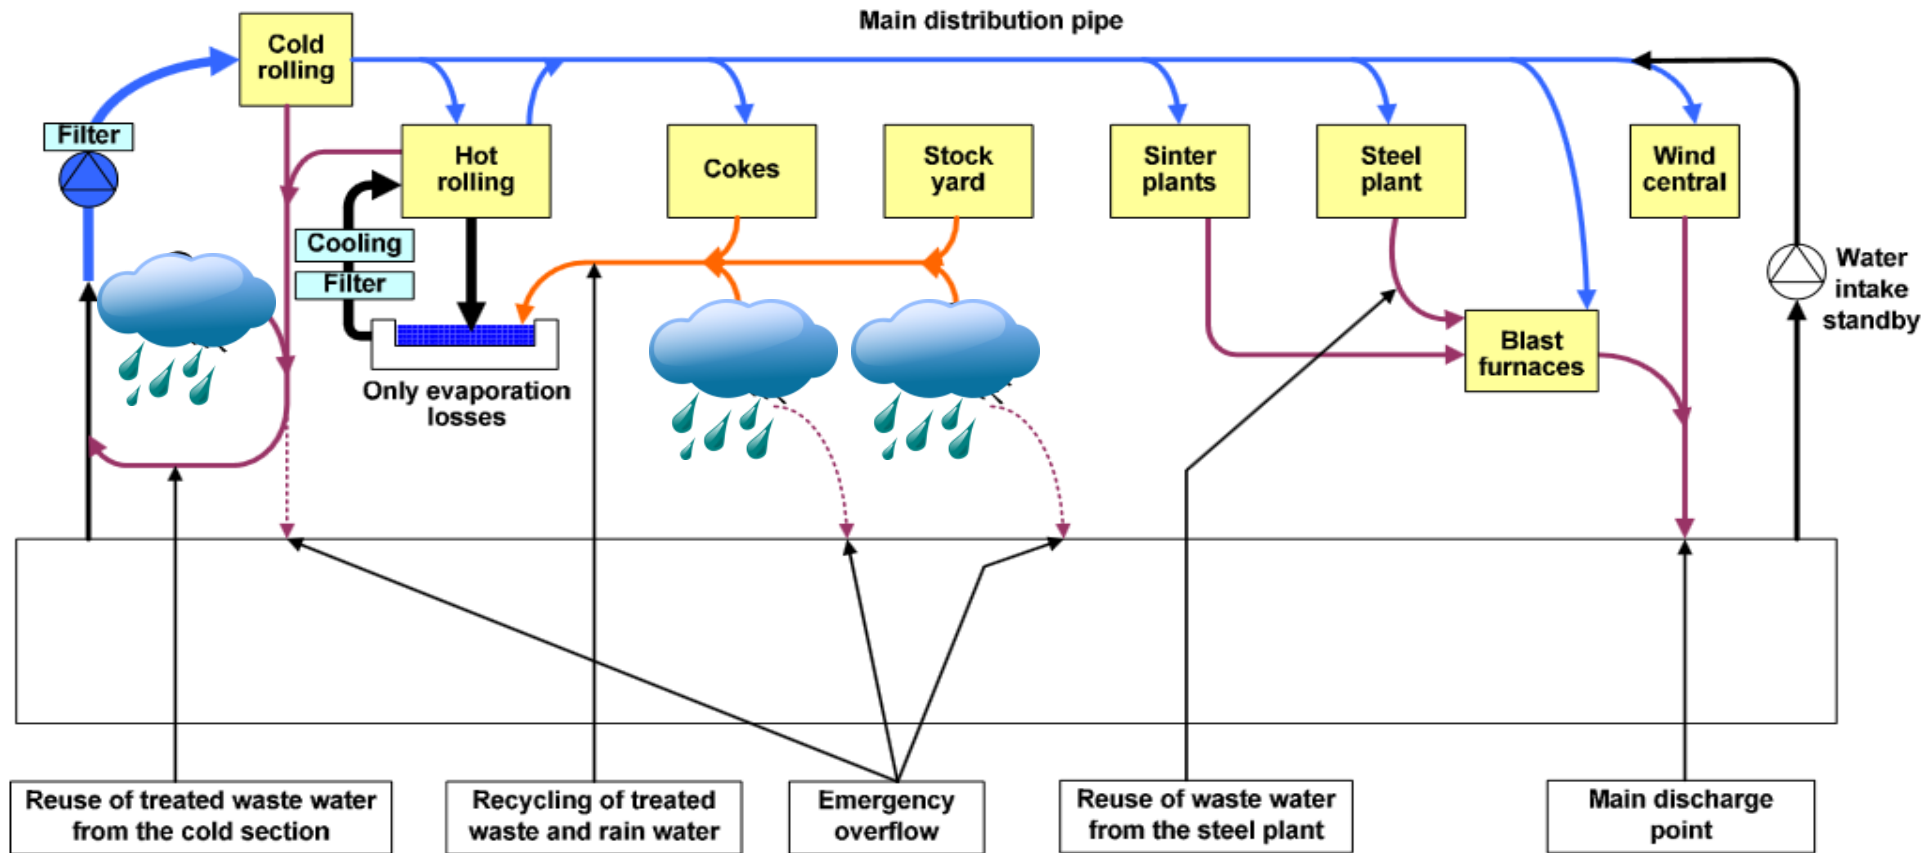 Main distribution pipe
Cold
rolling
Filter
Hot
rolling
Cokes
Stock
yard
Sinter
plants
Steel
plant
Wind
central
Cooling
Filter
Water
intake
standby
Blast
furnaces
Only evaporation
losses
Reuse of treated waste water
from the cold section
Recycling of treated
waste and rain water
Emergency
overflow
Reuse of waste water
from the steel plant
Main discharge
point